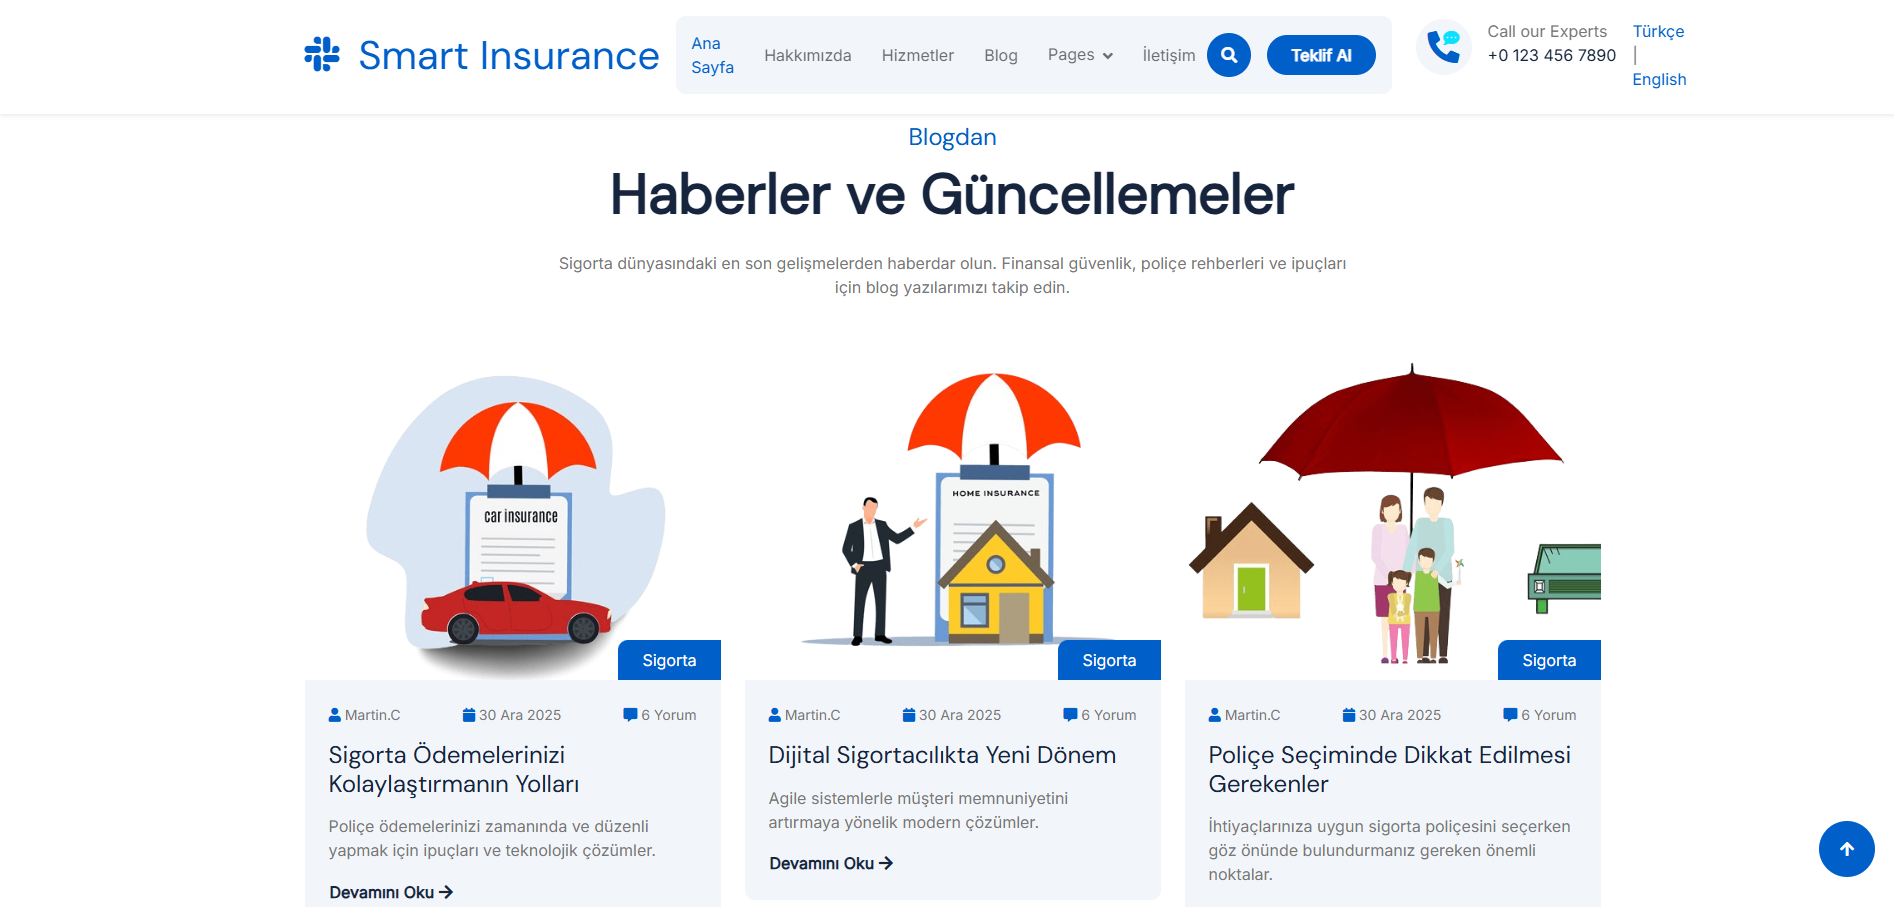 Smart Insurance
Ana
Sayfa
Hakkımızda
Hizmetler
Blog
Pages
İletişim
Teklif Al
Call our Experts
+0 123 456 7890
Türkçe
|
English
Blogdan
Haberler ve Güncellemeler
Sigorta dünyasındaki en son gelişmelerden haberdar olun. Finansal güvenlik, poliçe rehberleri ve ipuçları
için blog yazılarımızı takip edin.
car insurance
Sigorta
Martin.C
30 Ara 2025
6 Yorum
Sigorta Ödemelerinizi
Kolaylaştırmanın Yolları
Poliçe ödemelerinizi zamanında ve düzenli
yapmak için ipuçları ve teknolojik çözümler.
Devamını Oku
HOME INSURANCE
Sigorta
Martin.C
30 Ara 2025
6 Yorum
Dijital Sigortacılıkta Yeni Dönem
Agile sistemlerle müşteri memnuniyetini
artırmaya yönelik modern çözümler.
Devamını Oku
Sigorta
Martin.C
30 Ara 2025
6 Yorum
Poliçe Seçiminde Dikkat Edilmesi
Gerekenler
İhtiyaçlarınıza uygun sigorta poliçesini seçerken
göz önünde bulundurmanız gereken önemli
noktalar.